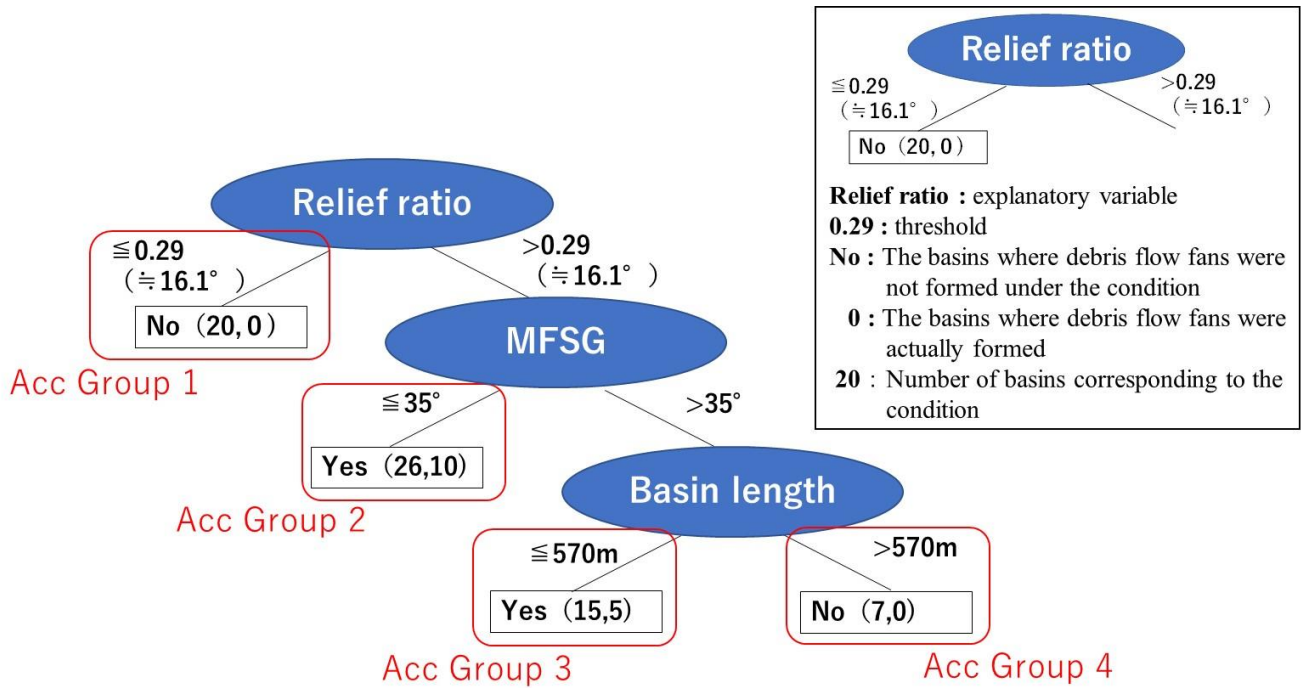 Relief ratio
≦0.29
(≒16.1°)
>0.29
(≒16.1°)
No (20,0)
Acc Group 1
MFSG
≦35°
>35°
Yes (26,10)
Acc Group 2
Basin length
≦570m
>570m
Yes (15,5)
No (7,0)
Acc Group 3
Acc Group 4
Relief ratio
≦0.29
(≒16.1°)
>0.29
(≒16.1°)
No (20,0)
Relief ratio : explanatory variable
0.29 : threshold
No : The basins where debris flow fans were
not formed under the condition
0 : The basins where debris flow fans were
actually formed
20 : Number of basins corresponding to the
condition